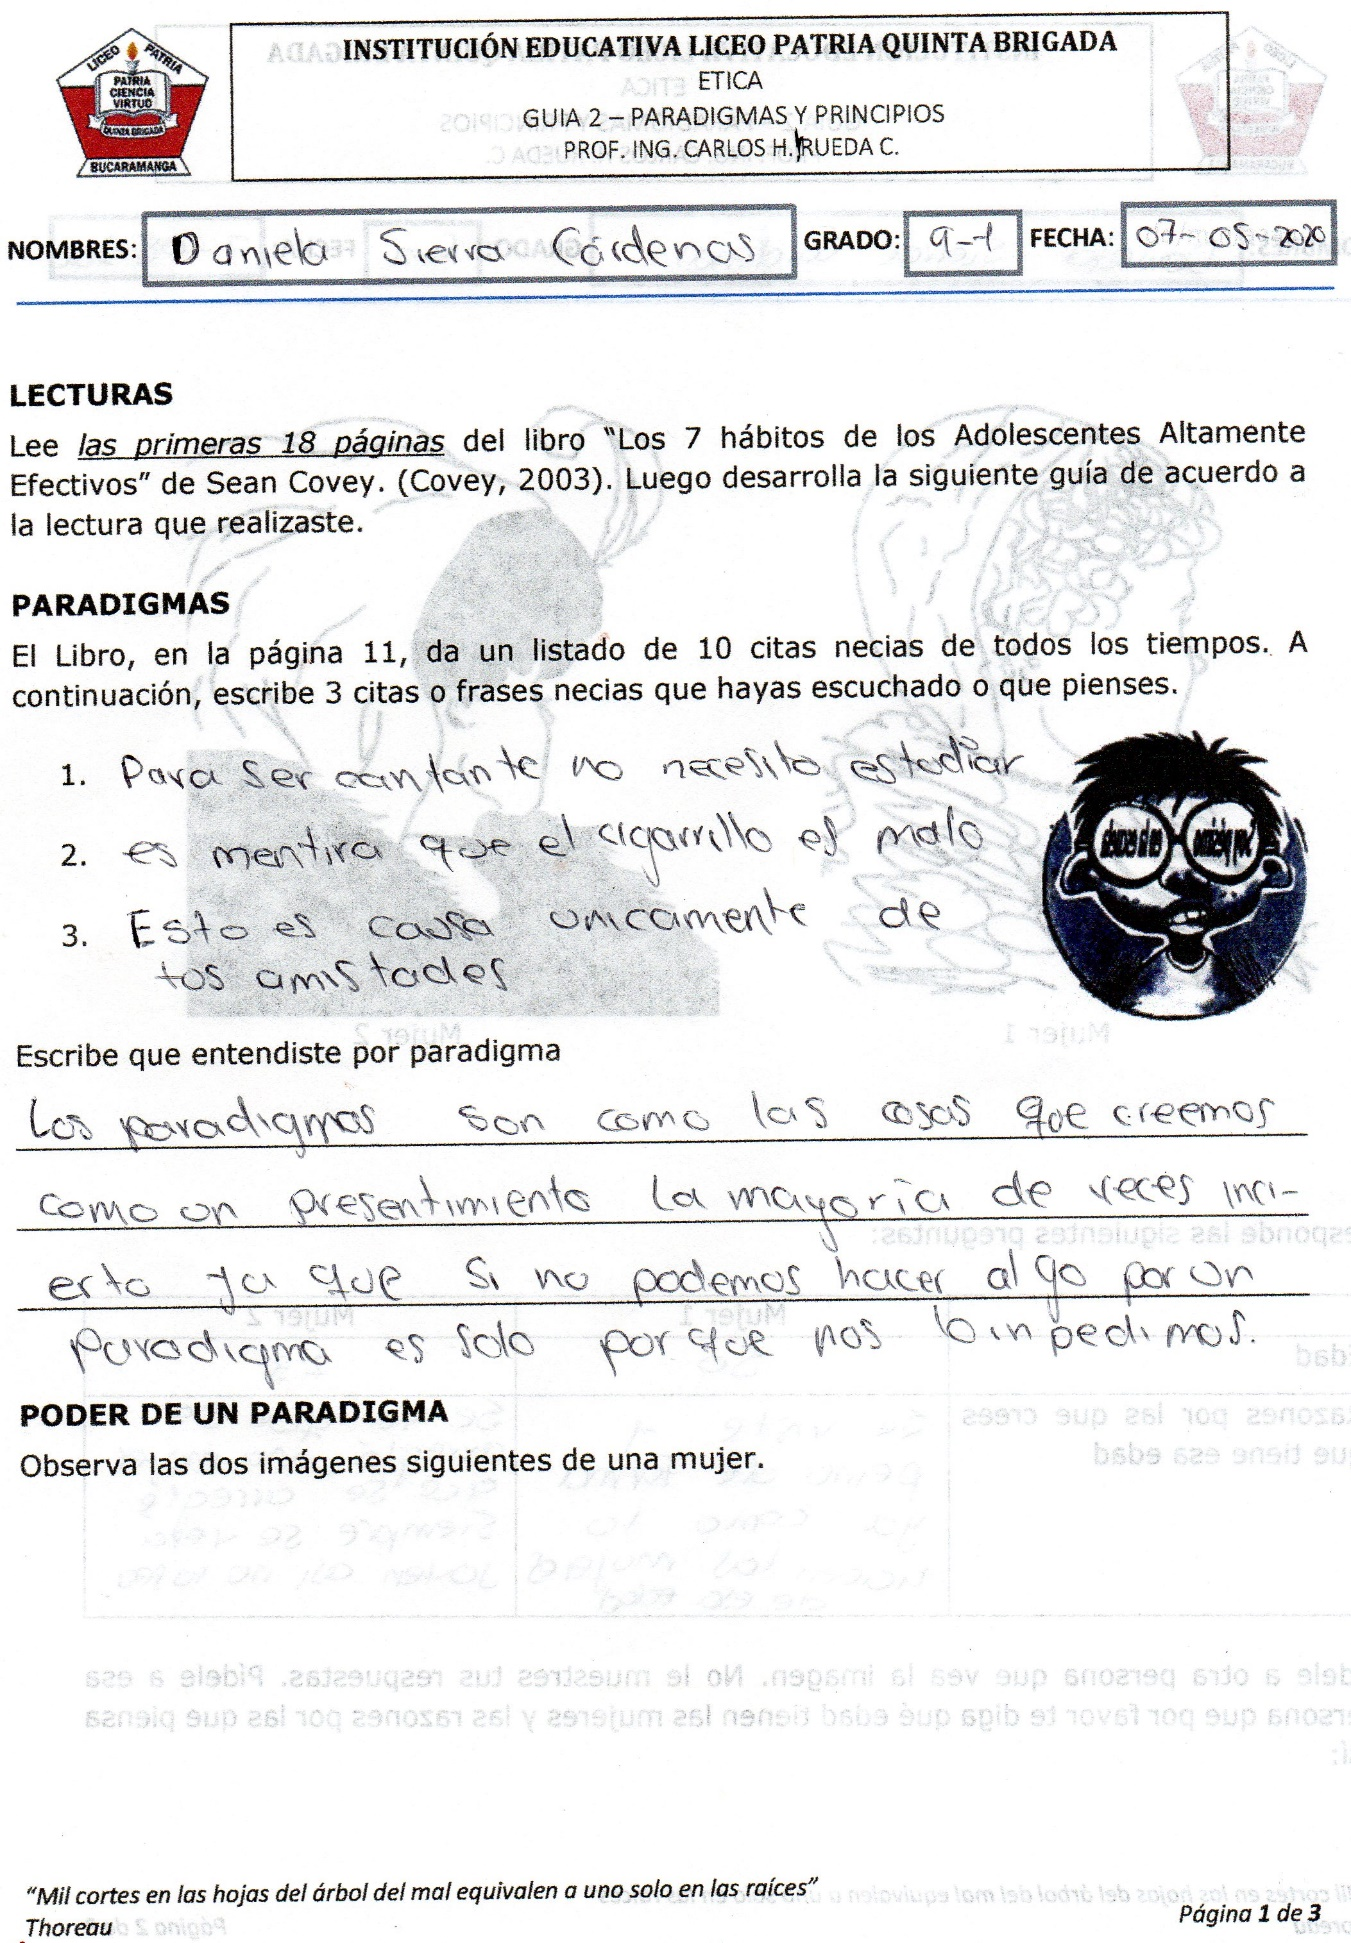 LICEO PATRIA
PATRIA
CIENCIA
VIRTUD
QUINTA BRIGADA
BUCARAMANGA
INSTITUCIÓN EDUCATIVA LICEO PATRIA QUINTA BRIGADA
ETICA
GUIA 2 – PARADIGMAS Y PRINCIPIOS
PROF. ING. CARLOS H. RUEDA C.
NOMBRES: Daniela Sierra Cárdenas GRADO: 9-1 FECHA: 07-05-2020
LECTURAS
Lee las primeras 18 páginas del libro “Los 7 hábitos de los Adolescentes Altamente
Efectivos” de Sean Covey. (Covey, 2003). Luego desarrolla la siguiente guía de acuerdo a
la lectura que realizaste.
PARADIGMAS
El Libro, en la página 11, da un listado de 10 citas necias de todos los tiempos. A
continuación, escribe 3 citas o frases necias que hayas escuchado o que pienses.
1. Para ser cantante no necesito estudiar
2. es mentira que el cigarrillo es malo
3. Esto es causa unicamente de
tus amistades
Mujer 2 Mujer 1
Escribe que entendiste por paradigma
Los paradigmas son como las cosas que creemos
como un presentimiento la mayoría de veces inci-
erto ya que si no podemos hacer algo por un
paradigma es solo por que nos lo inpedimos.
PODER DE UN PARADIGMA
Observa las dos imágenes siguientes de una mujer.
“Mil cortes en las hojas del árbol del mal equivalen a uno solo en las raíces”
Thoreau
Página 1 de 3